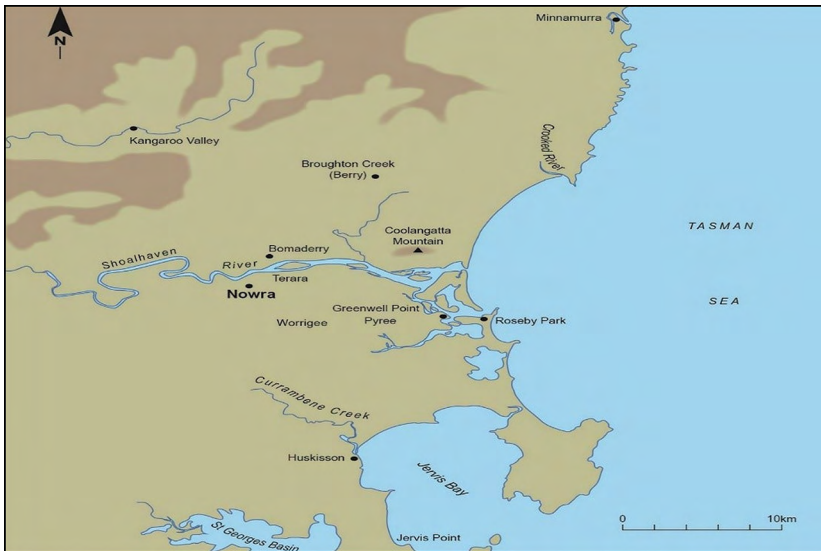 Minnamurra
N
Kangaroo Valley
Crooked River
Broughton Creek
(Berry)
TASMAN
Coolangatta
Mountain
Shoalhaven
River
Bomaderry
Terara
Nowra
SEA
Greenwell Point
Worrigee
Pyree
Roseby Park
Currambene Creek
Huskisson
Jervis Bay
St Georges Basin
Jervis Point
0
10km